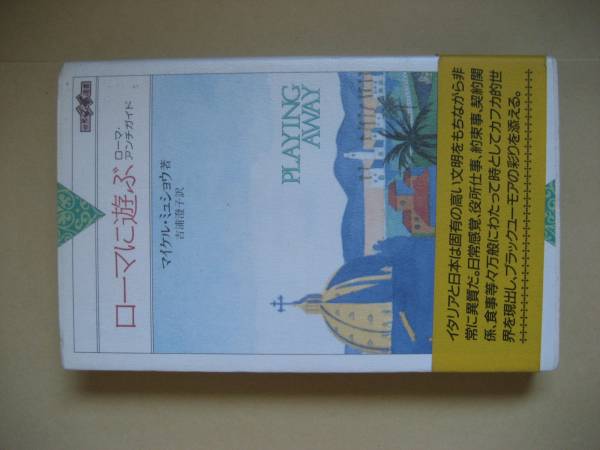 ローマに遊ぶ
ローマ・
アンチガイド
マイケル・ミュショウ著
吉浦澄子訳
PLAYING
AWAY
イタリアと日本は固有の高い文明をもちながら非
常に異質だ。日常感覚、役所仕事、約束事、契約関
係、食事等々万般にわたって時としてカフカ的世
界を現出し、ブラックユーモアの彩りを添える。